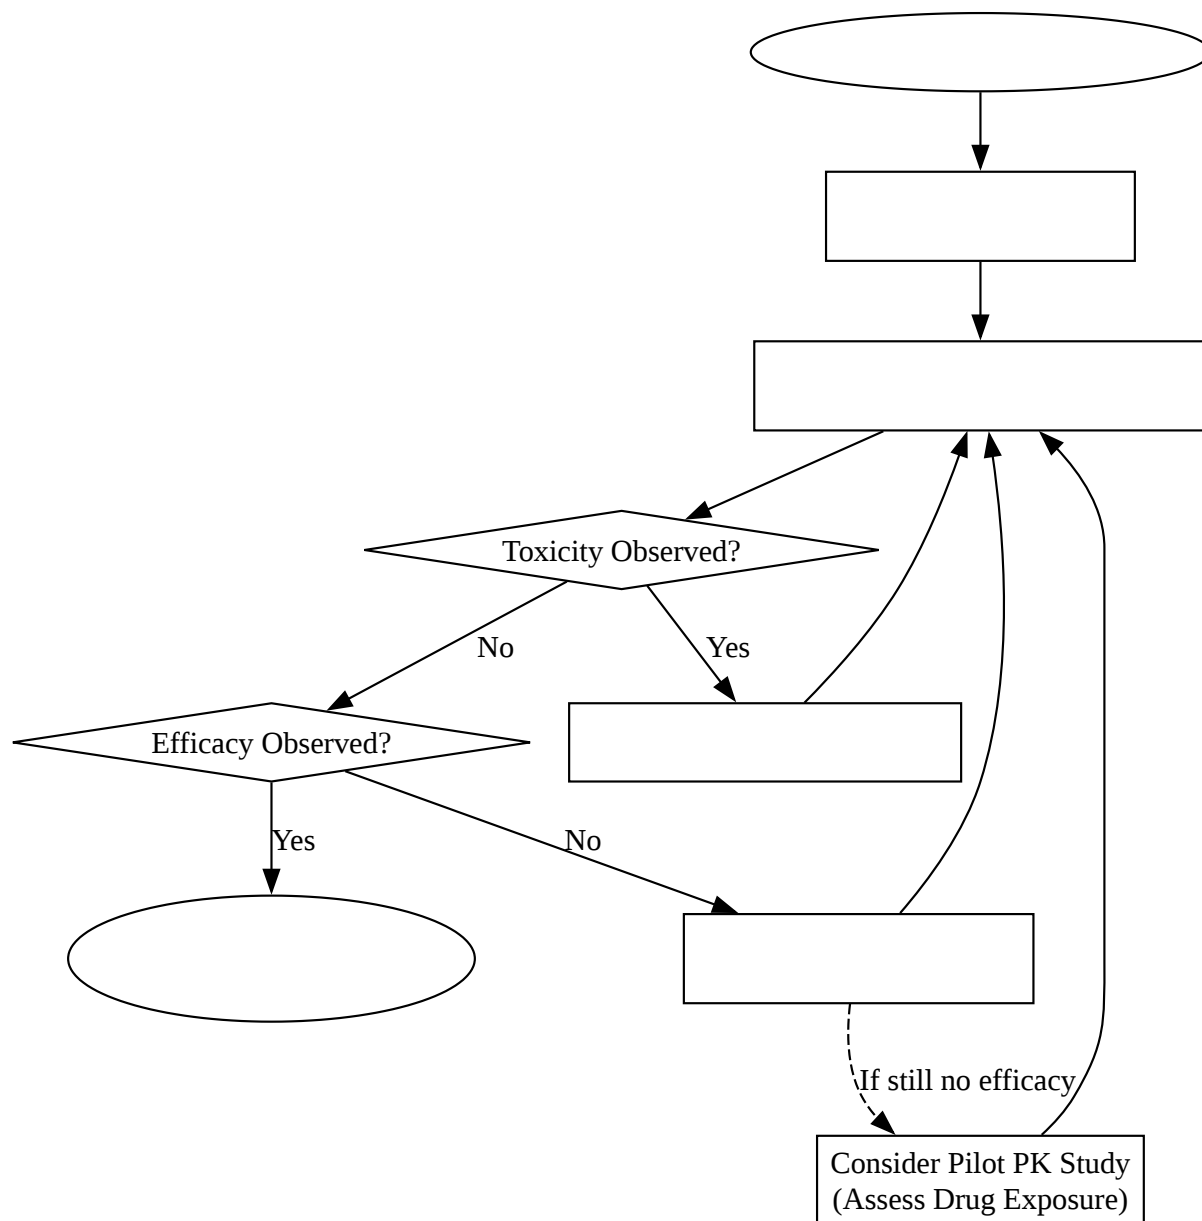 Toxicity Observed?
No
Yes
Efficacy Observed?
Yes
No
If still no efficacy
Consider Pilot PK Study
(Assess Drug Exposure)